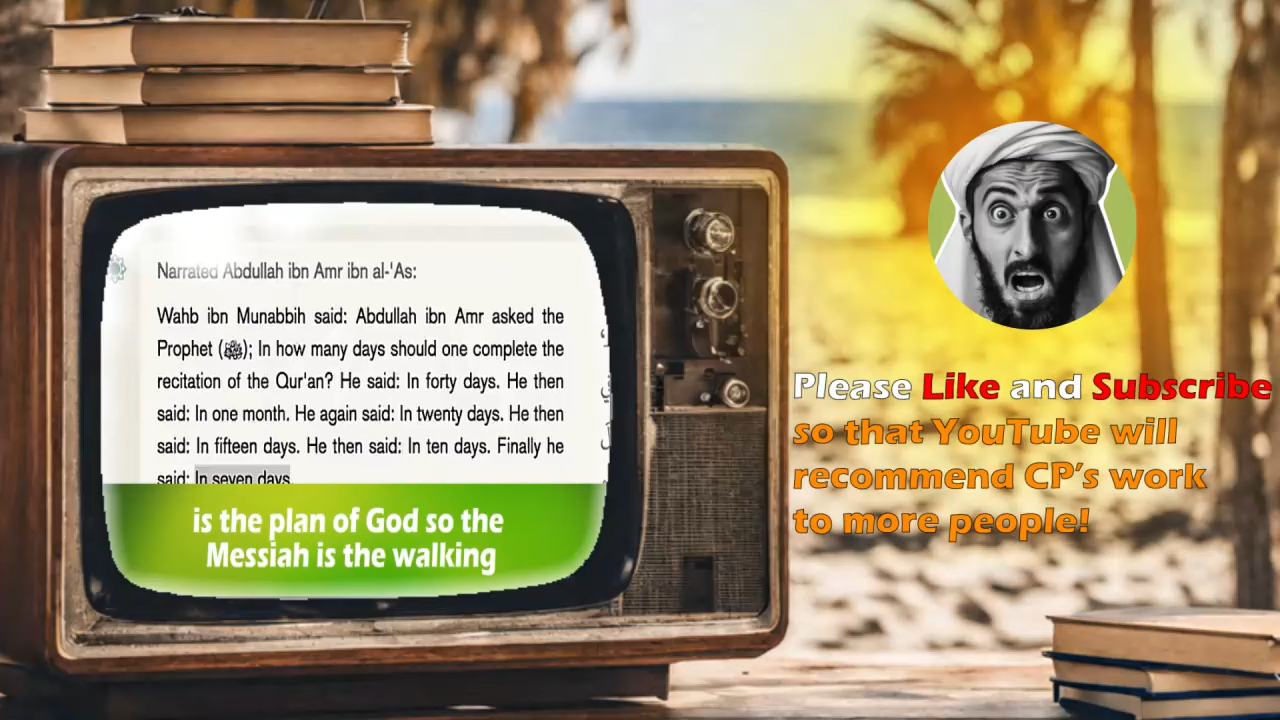 Narrated Abdullah ibn Amr ibn al-'As:
Wahb ibn Munabbih said: Abdullah ibn Amr asked the
Prophet (ﷺ); In how many days should one complete the
recitation of the Qur'an? He said: In forty days. He then
said: In one month. He again said: In twenty days. He then
said: In fifteen days. He then said: In ten days. Finally he
said: In seven days
is the plan of God so the
Messiah is the walking
Please Like and Subscribe
so that YouTube will
recommend CP's work
to more people!